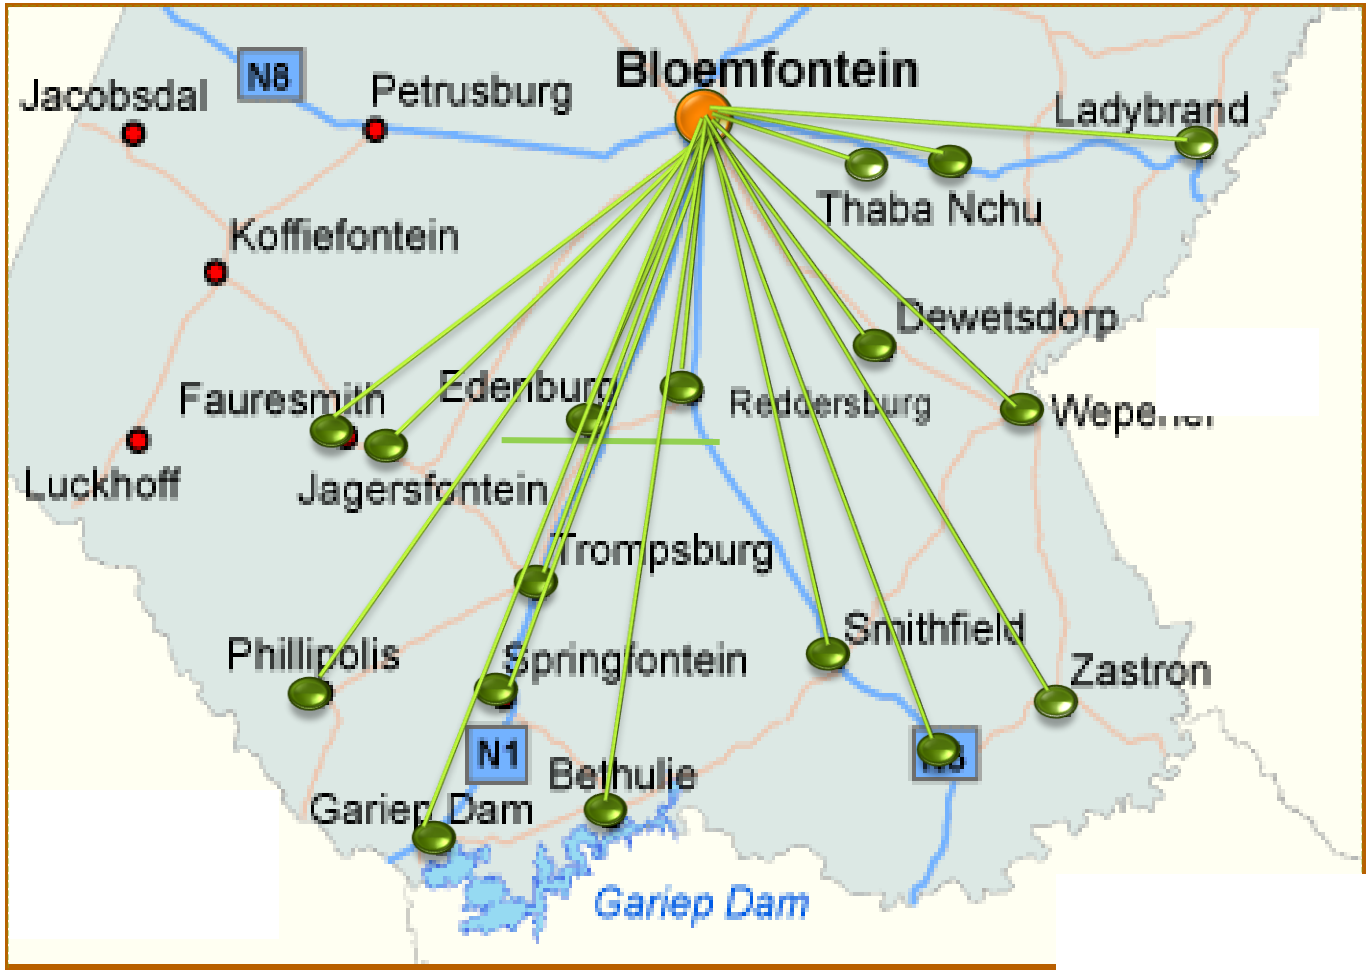 Bloemfontein
N8
Petrusburg
Jacobsdal
Ladybrand
Thaba Nchu
Koffiefontein
Dewetsdorp
Edenburg
Fauresmith
Reddersburg
Wepener
Luckhoff
Jagersfontein
Trompsburg
Smithfield
Phillipolis
Springfontein
Zastron
N1
Bethulie
Gariep Dam
Gariep Dam